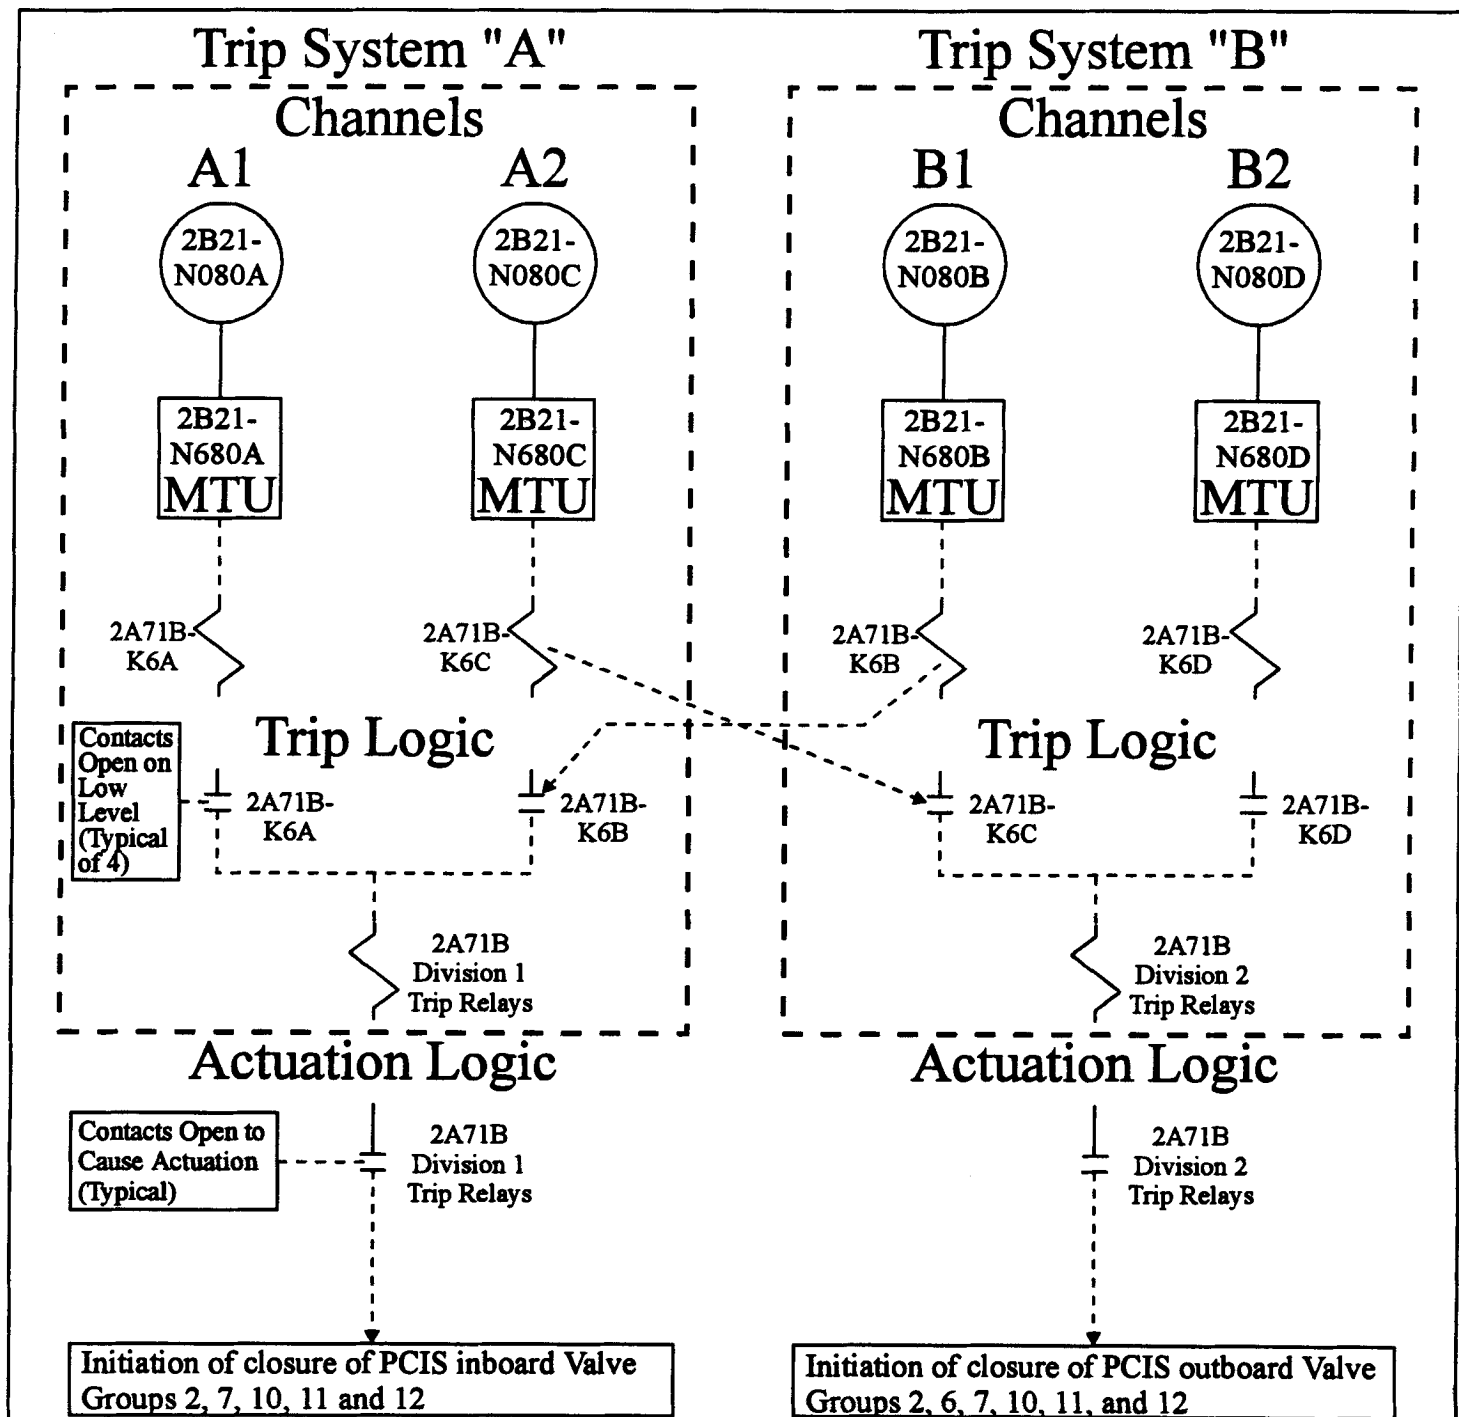 Trip System "A"
Channels
A1
A2
2B21-
N080A
2B21-
N080C
2B21-
N680A
MTU
2B21-
N680C
MTU
2A71B-
K6A
2A71B-
K6C
Trip Logic
Contacts
Open on
Low
Level
(Typical
of 4)
2A71B-
K6A
2A71B-
K6B
2A71B
Division 1
Trip Relays
Actuation Logic
Contacts Open to
Cause Actuation
(Typical)
2A71B
Division 1
Trip Relays
Initiation of closure of PCIS inboard Valve
Groups 2, 7, 10, 11 and 12
Trip System "B"
Channels
B1
B2
2B21-
N080B
2B21-
N080D
2B21-
N680B
MTU
2B21-
N680D
MTU
2A71B-
K6B
2A71B-
K6D
Trip Logic
2A71B-
K6C
2A71B-
K6D
2A71B
Division 2
Trip Relays
Actuation Logic
2A71B
Division 2
Trip Relays
Initiation of closure of PCIS outboard Valve
Groups 2, 6, 7, 10, 11, and 12